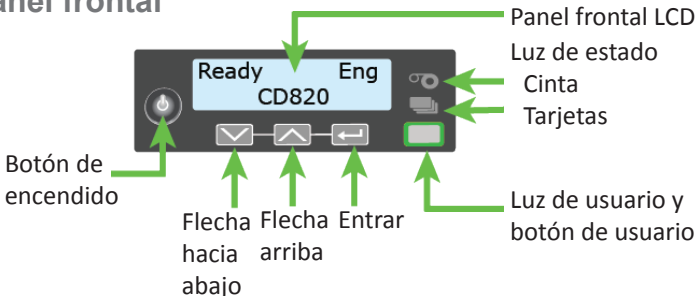 Panel frontal
Panel frontal LCD
Luz de estado
Cinta
Tarjetas
Ready Eng
CD820
Botón de
encendido
Flecha
hacia
abajo
Flecha
arriba
Entrar
Luz de usuario y
botón de usuario